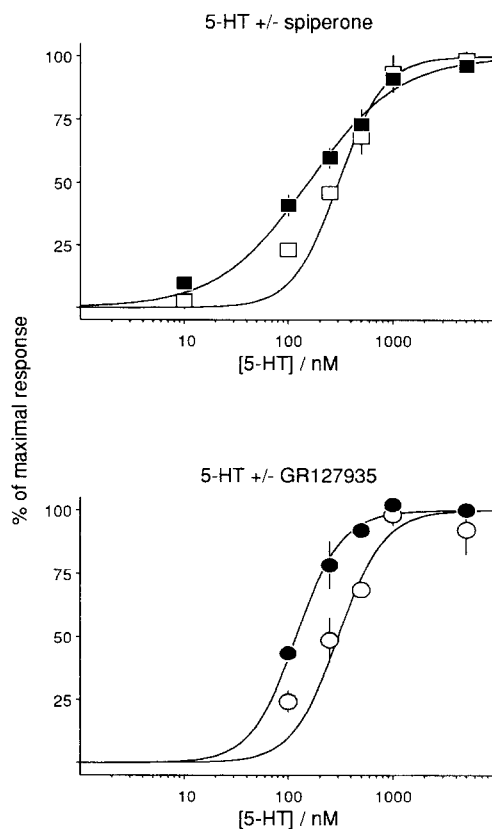 5-HT +/- spiperone
100
75
50
25
10 100 1000
[5-HT] / nM
% of maximal response
5-HT +/- GR127935
100
75
50
25
10 100 1000
[5-HT] / nM